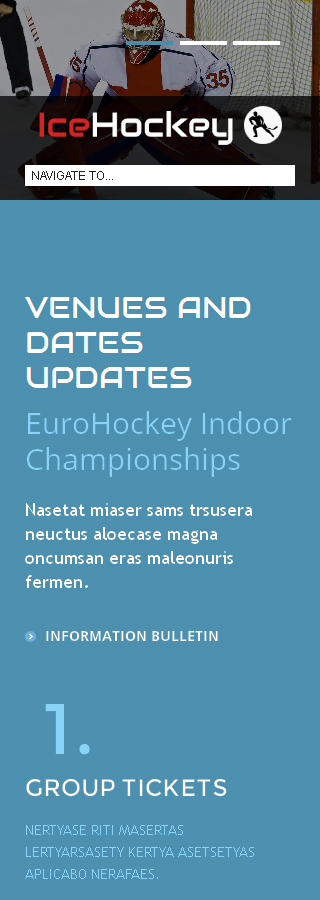 35
IceHockey
NAVIGATE TO...
VENUES AND
DATES
UPDATES
EuroHockey Indoor
Championships
Nasetat miaser sams trsusera
neuctus aloecase magna
oncumsan eras maleonuris
fermen.
INFORMATION BULLETIN
1.
GROUP TICKETS
NERTYASE RITI MASERTAS
LERTYARSASETY KERTYA ASETSETYAS
APLICABO NERAFAES.